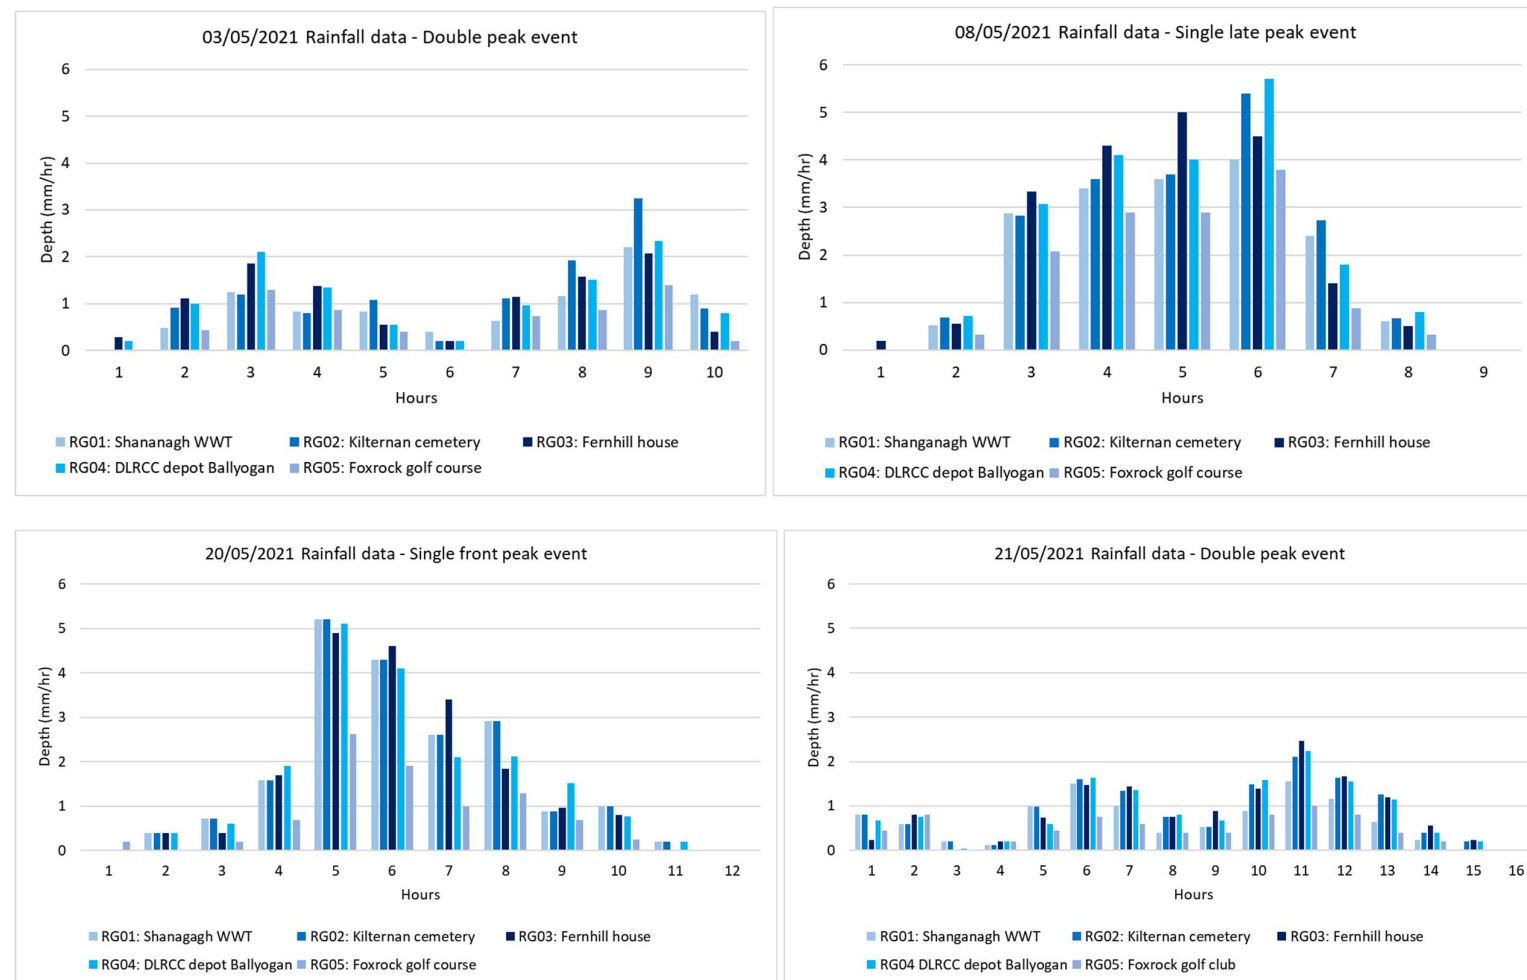 03/05/2021 Rainfall data - Double peak event
6
5
4
3
2
1
0
Depth (mm/hr)
1 2 3 4 5 6 7 8 9 10
Hours
RG01: Shananagh WWT RG02: Kilternan cemetery RG03: Fernhill house
RG04: DLRCC depot Ballyogan RG05: Foxrock golf course
08/05/2021 Rainfall data - Single late peak event
6
5
4
3
2
1
0
Depth (mm/hr)
1 2 3 4 5 6 7 8 9
Hours
RG01: Shanganagh WWT RG02: Kilternan cemetery RG03: Fernhill house
RG04: DLRCC depot Ballyogan RG05: Foxrock golf course
20/05/2021 Rainfall data - Single front peak event
6
5
4
3
2
1
0
Depth (mm/hr)
1 2 3 4 5 6 7 8 9 10 11 12
Hours
RG01: Shanagagh WWT RG02: Kilternan cemetery RG03: Fernhill house
RG04: DLRCC depot Ballyogan RG05: Foxrock golf course
21/05/2021 Rainfall data - Double peak event
6
5
4
3
2
1
0
Depth (mm/hr)
1 2 3 4 5 6 7 8 9 10 11 12 13 14 15 16
Hours
RG01: Shanganagh WWT RG02: Kilternan cemetery RG03: Fernhill house
RG04 DLRCC depot Ballyogan RG05: Foxrock golf club